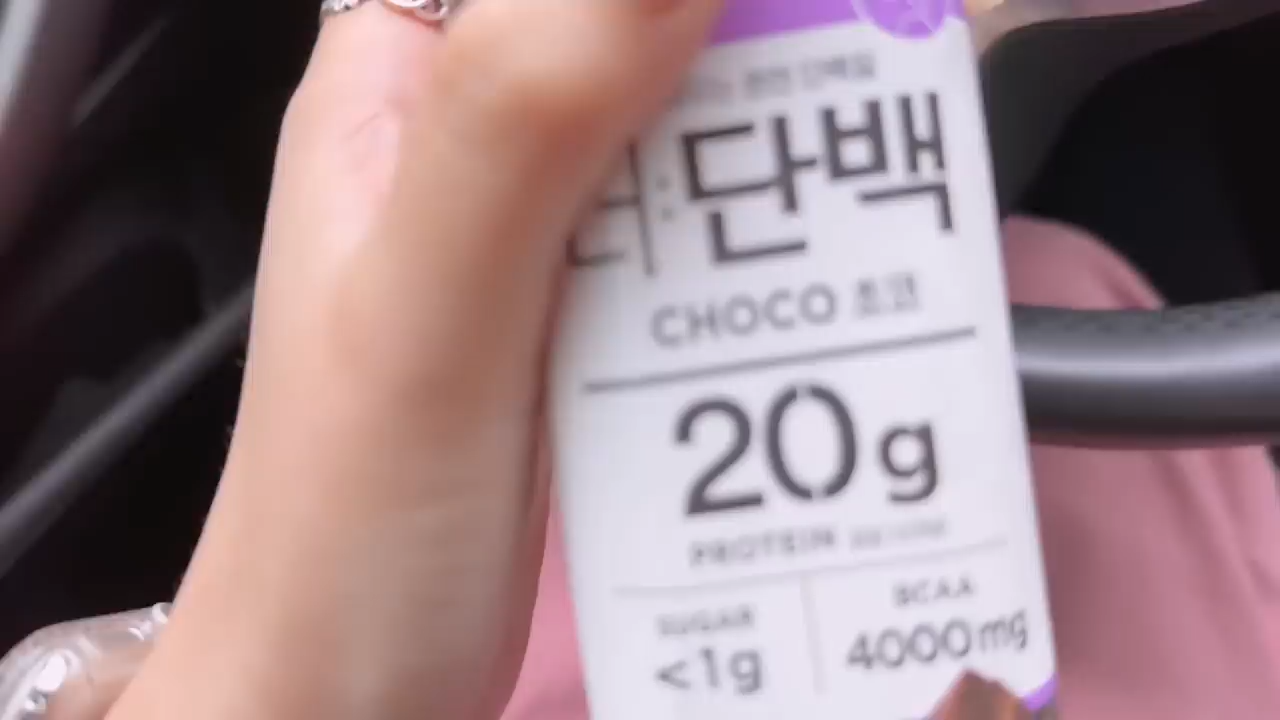 :단백
CHOCO 초코
20g
PROTEIN
SUGAR
<1g
BCAA
4000mg